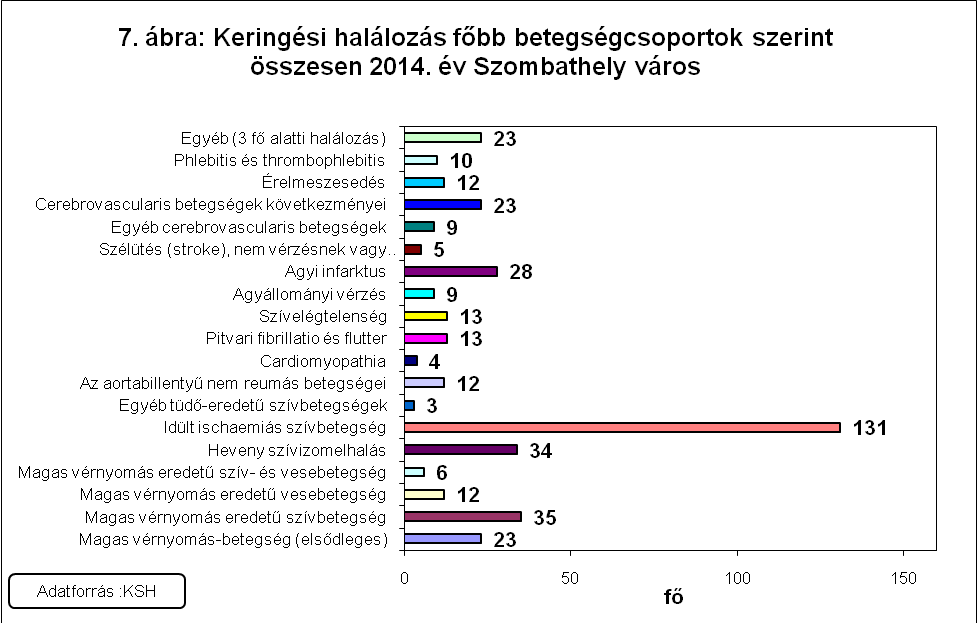 7. ábra: Keringési halálozás főbb betegségcsoportok szerint
összesen 2014. év Szombathely város
Egyéb (3 fő alatti halálozás) 23
Phlebitis és thrombophlebitis 10
Érelmeszesedés 12
Cerebrovascularis betegségek következményei 23
Egyéb cerebrovascularis betegségek 9
Szélütés (stroke), nem vérzésnek vagy.. 5
Agyi infarktus 28
Agyállományi vérzés 9
Szívelégtelenség 13
Pitvari fibrillatio és flutter 13
Cardiomyopathia 4
Az aortabillentyű nem reumás betegségei 12
Egyéb tüdő-eredetű szívbetegségek 3
Idült ischaemiás szívbetegség 131
Heveny szívizomelhalás 34
Magas vérnyomás eredetű szív- és vesebetegség 6
Magas vérnyomás eredetű vesebetegség 12
Magas vérnyomás eredetű szívbetegség 35
Magas vérnyomás-betegség (elsődleges) 23
0 50 100 150
fő
Adatforrás :KSH